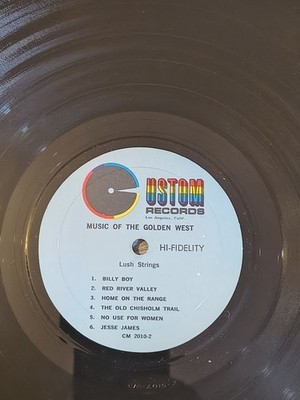 CUSTOM
RECORDS
Los Angeles, Calif.
MUSIC OF THE GOLDEN WEST
HI-FIDELITY
Lush Strings
1. BILLY BOY
2. RED RIVER VALLEY
3. HOME ON THE RANGE
4. THE OLD CHISHOLM TRAIL
5. NO USE FOR WOMEN
6. JESSE JAMES
CM 2010-2